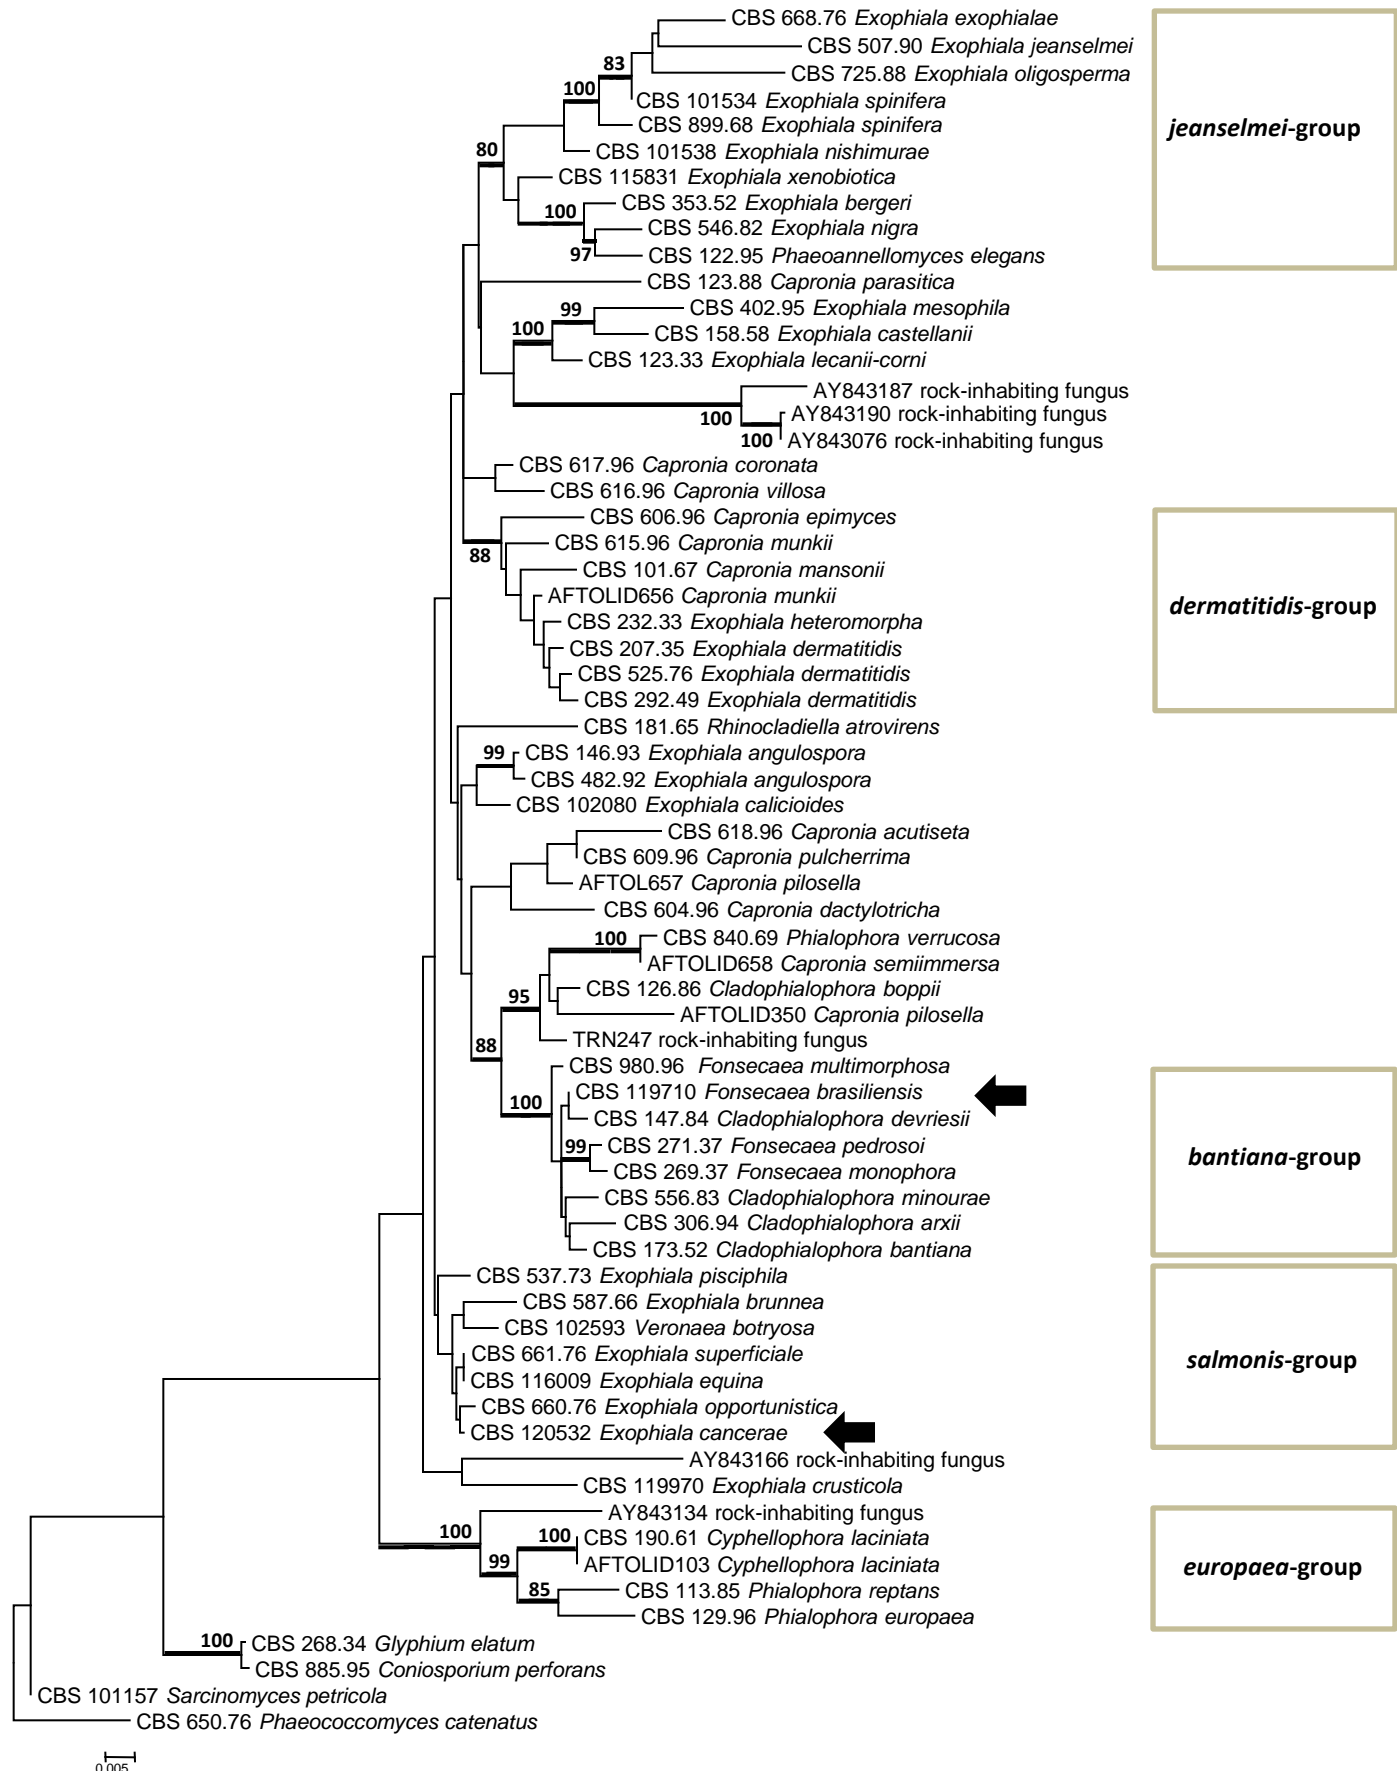 CBS 668.76 Exophiala exophialae
CBS 507.90 Exophiala jeanselmei
83
CBS 725.88 Exophiala oligosperma
100
CBS 101534 Exophiala spinifera
CBS 899.68 Exophiala spinifera
jeanselmei-group
80
CBS 101538 Exophiala nishimurae
CBS 115831 Exophiala xenobiotica
100
CBS 353.52 Exophiala bergeri
CBS 546.82 Exophiala nigra
97
CBS 122.95 Phaeoannellomyces elegans
CBS 123.88 Capronia parasitica
99
CBS 402.95 Exophiala mesophila
100
CBS 158.58 Exophiala castellanii
CBS 123.33 Exophiala lecanii-corni
AY843187 rock-inhabiting fungus
100
AY843190 rock-inhabiting fungus
100
AY843076 rock-inhabiting fungus
CBS 617.96 Capronia coronata
CBS 616.96 Capronia villosa
CBS 606.96 Capronia epimyces
88
CBS 615.96 Capronia munkii
CBS 101.67 Capronia mansonii
AFTOLID656 Capronia munkii
dermatitidis-group
CBS 232.33 Exophiala heteromorpha
CBS 207.35 Exophiala dermatitidis
CBS 525.76 Exophiala dermatitidis
CBS 292.49 Exophiala dermatitidis
CBS 181.65 Rhinocladiella atrovirens
99
CBS 146.93 Exophiala angulospora
CBS 482.92 Exophiala angulospora
CBS 102080 Exophiala calicioides
CBS 618.96 Capronia acutiseta
CBS 609.96 Capronia pulcherrima
AFTOL657 Capronia pilosella
CBS 604.96 Capronia dactylotricha
100
CBS 840.69 Phialophora verrucosa
AFTOLID658 Capronia semiimmersa
95
CBS 126.86 Cladophialophora boppii
AFTOLID350 Capronia pilosella
88
TRN247 rock-inhabiting fungus
CBS 980.96 Fonsecaea multimorphosa
100
CBS 119710 Fonsecaea brasiliensis
CBS 147.84 Cladophialophora devriesii
99
CBS 271.37 Fonsecaea pedrosoi
bantiana-group
CBS 269.37 Fonsecaea monophora
CBS 556.83 Cladophialophora minourae
CBS 306.94 Cladophialophora arxii
CBS 173.52 Cladophialophora bantiana
CBS 537.73 Exophiala pisciphila
CBS 587.66 Exophiala brunnea
CBS 102593 Veronaea botryosa
CBS 661.76 Exophiala superficiale
salmonis-group
CBS 116009 Exophiala equina
CBS 660.76 Exophiala opportunistica
CBS 120532 Exophiala cancerae
AY843166 rock-inhabiting fungus
CBS 119970 Exophiala crusticola
AY843134 rock-inhabiting fungus
100
100
CBS 190.61 Cyphellophora laciniata
99
AFTOLID103 Cyphellophora laciniata
europaea-group
85
CBS 113.85 Phialophora reptans
CBS 129.96 Phialophora europaea
100
CBS 268.34 Glyphium elatum
CBS 885.95 Coniosporium perforans
CBS 101157 Sarcinomyces petricola
CBS 650.76 Phaeococcomyces catenatus
0.005